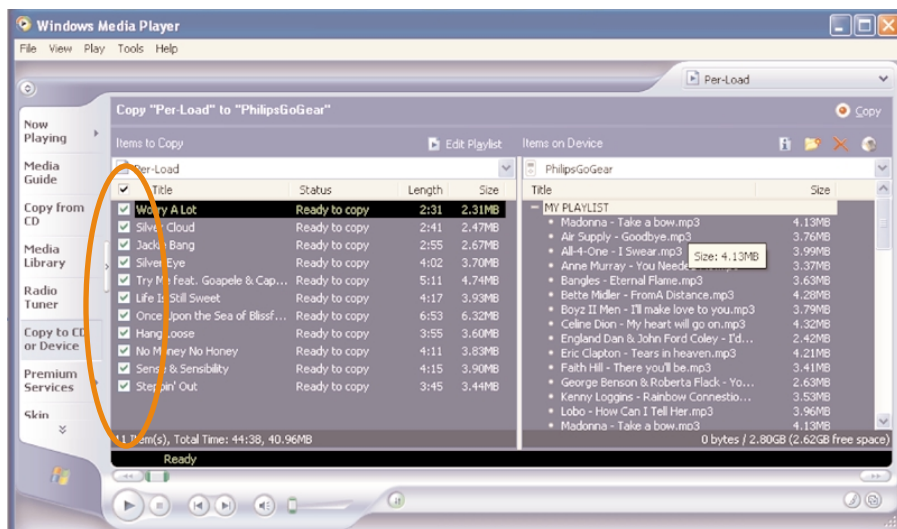 Windows Media Player
File View Play Tools Help
Per-Load
Copy "Per-Load" to "PhilipsGoGear"
Copy
Items to Copy
Edit Playlist
Items on Device
Per-Load
PhilipsGoGear
Title Status Length Size
Title Size
Worry A Lot Ready to copy 2:31 2.31MB
Silver Cloud Ready to copy 2:41 2.47MB
Jackie Bang Ready to copy 2:55 2.67MB
Silver Eye Ready to copy 4:02 3.70MB
Try Me feat. Goapele & Cap... Ready to copy 5:11 4.74MB
Life Is Still Sweet Ready to copy 4:17 3.93MB
Once Upon the Sea of Blissf... Ready to copy 6:53 6.32MB
Hang Loose Ready to copy 3:55 3.60MB
No Money No Honey Ready to copy 4:11 3.83MB
Sense & Sensibility Ready to copy 4:15 3.90MB
Steppin' Out Ready to copy 3:45 3.44MB
11 Item(s), Total Time: 44:38, 40.96MB
MY PLAYLIST
Madonna - Take a bow.mp3 4.13MB
Air Supply - Goodbye.mp3 3.76MB
All-4-One - I Swear.mp3 3.99MB
Size: 4.13MB
Anne Murray - You 3.37MB
Bangles - Eternal Flame.mp3 3.63MB
Bette Midler - FromA Distance.mp3 4.28MB
Boyz II Men - I'll make love to you.mp3 3.79MB
Celine Dion - My heart will go on.mp3 4.32MB
England Dan & John Ford Coley - I'd... 2.42MB
Eric Clapton - Tears in heaven.mp3 4.21MB
Faith Hill - There you'll be.mp3 3.41MB
George Benson & Roberta Flack - Yo... 2.63MB
Kenny Loggins - Rainbow Connectio... 3.53MB
Lobo - How Can I Tell Her.mp3 3.96MB
Madonna - Take a bow.mp3 4.13MB
0 bytes / 2.80GB (2.62GB free space)
Now
Playing
Media
Guide
Copy from
CD
Media
Library
Radio
Tuner
Copy to CD
or Device
Premium
Services
Skin
Ready